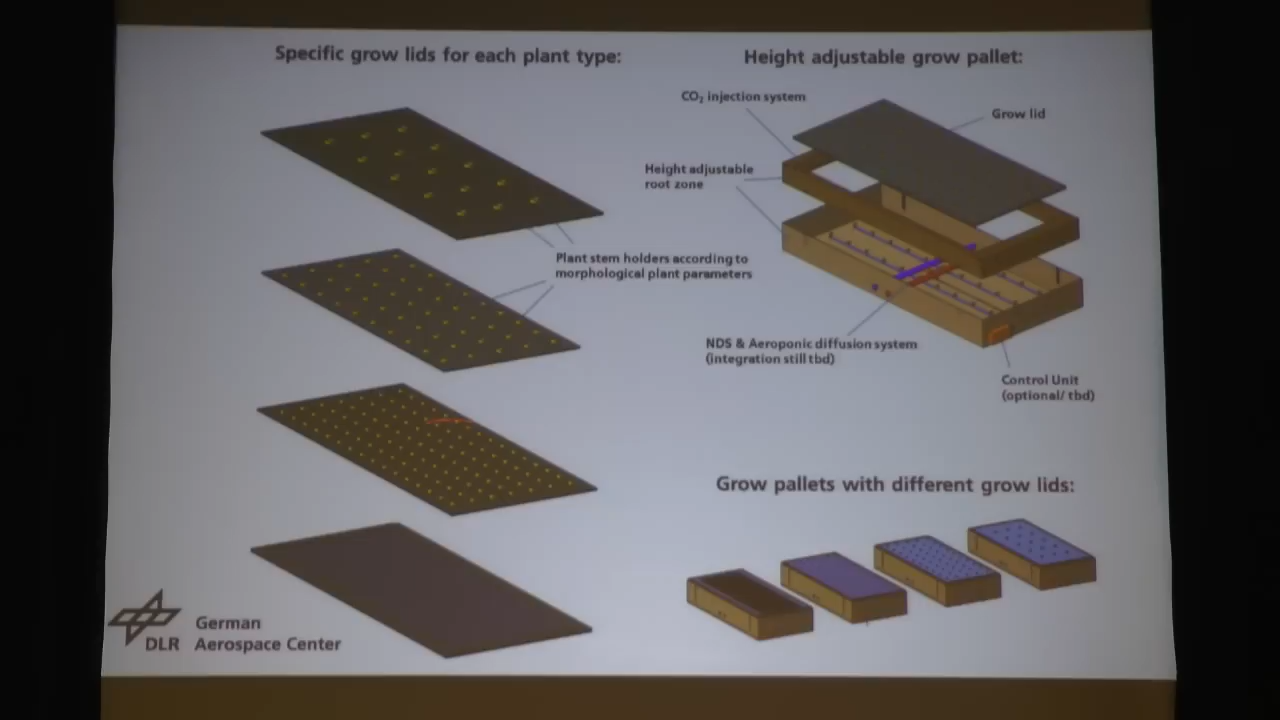 Specific grow lids for each plant type:
Plant stem holders according to
morphological plant parameters
Height adjustable grow pallet:
CO₂ injection system
Grow lid
Height adjustable
root zone
NDS & Aeroponic diffusion system
(integration still tbd)
Control Unit
(optional/ tbd)
Grow pallets with different grow lids:
German
DLR Aerospace Center